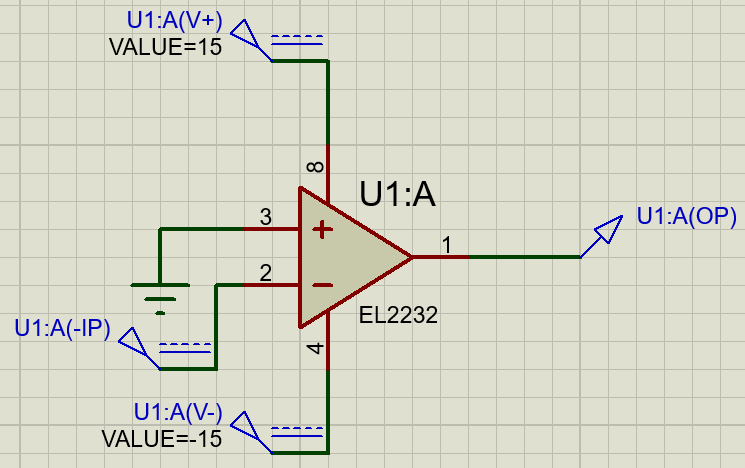 U1:A(V+)
VALUE=15
8
U1:A
3
+
1
U1:A(OP)
2
−
EL2232
U1:A(-IP)
4
U1:A(V-)
VALUE=-15